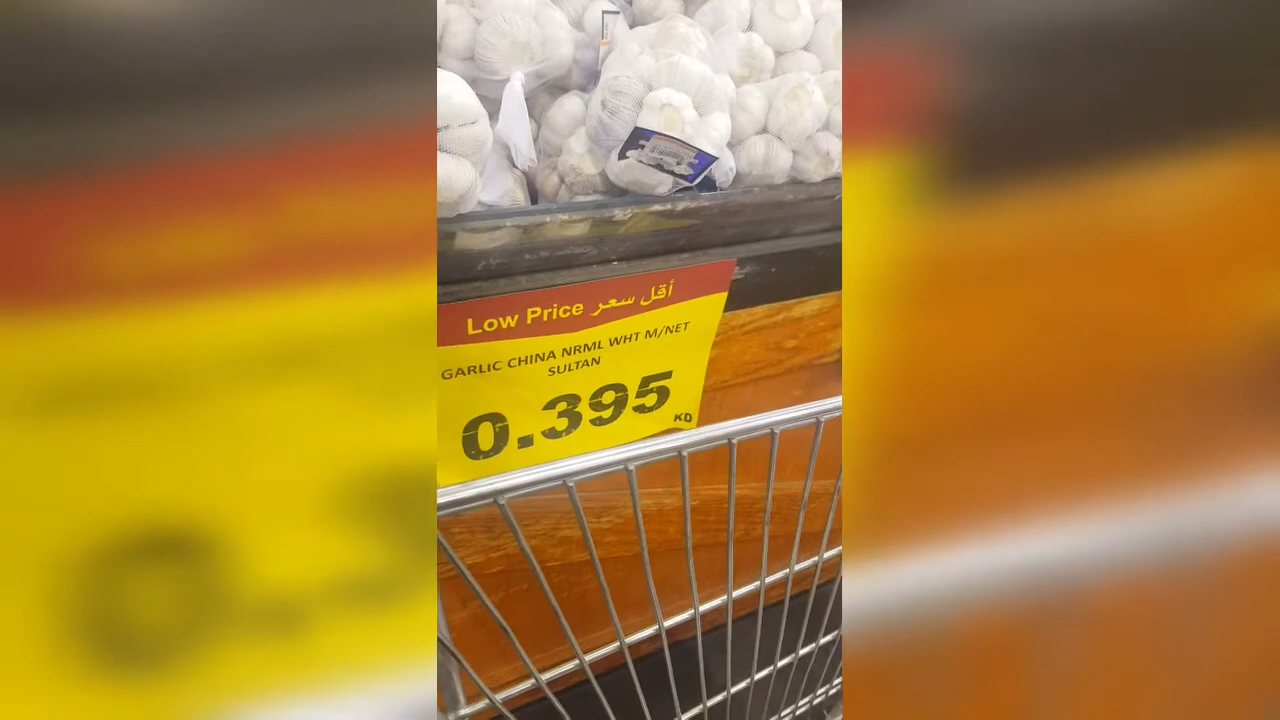 Low Price أقل سعر
GARLIC CHINA NRML WHT M/NET
SULTAN
0.395 KD